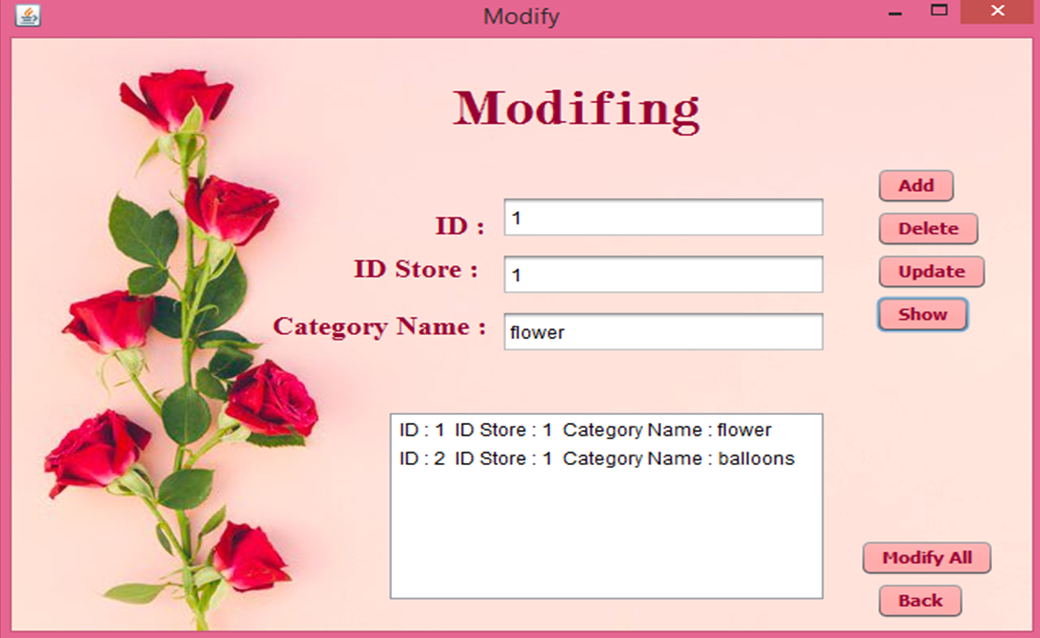 Modify
Modifing
ID : 1
ID Store : 1
Category Name : flower
Add
Delete
Update
Show
ID : 1 ID Store : 1 Category Name : flower
ID : 2 ID Store : 1 Category Name : balloons
Modify All
Back